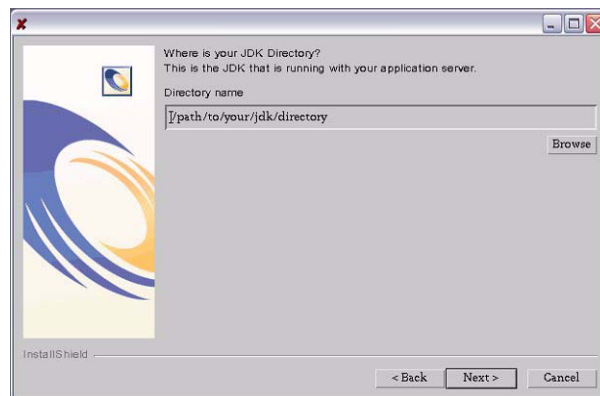 Where is your JDK Directory?
This is the JDK that is running with your application server.
Directory name
/path/to/your/jdk/directory
Browse
InstallShield
< Back
Next >
Cancel